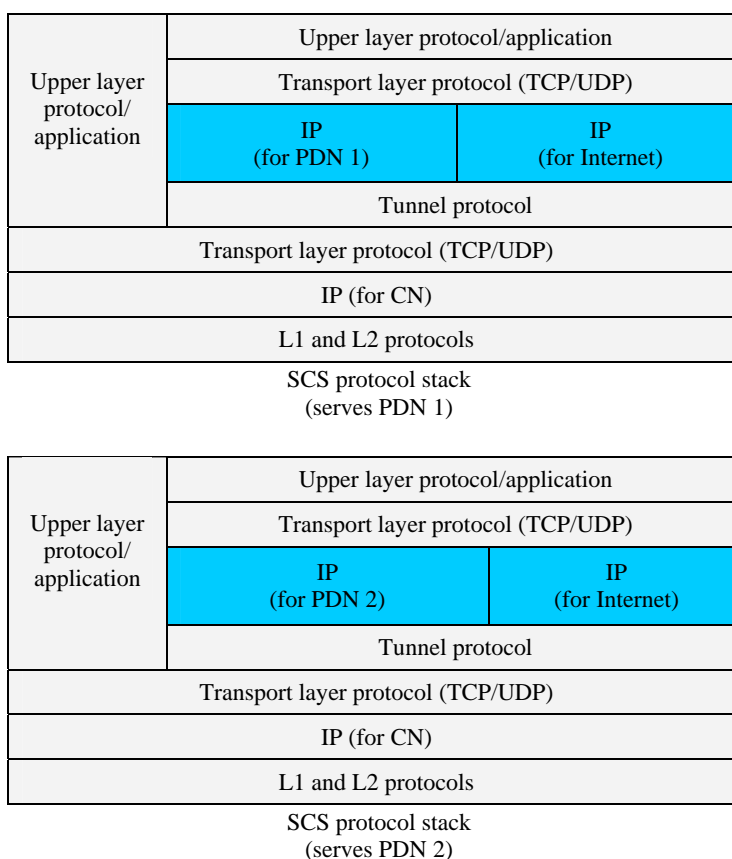 Upper layer
protocol/
application
Upper layer protocol/application
Transport layer protocol (TCP/UDP)
IP
(for PDN 1)
IP
(for Internet)
Tunnel protocol
Transport layer protocol (TCP/UDP)
IP (for CN)
L1 and L2 protocols
SCS protocol stack
(serves PDN 1)
Upper layer
protocol/
application
Upper layer protocol/application
Transport layer protocol (TCP/UDP)
IP
(for PDN 2)
IP
(for Internet)
Tunnel protocol
Transport layer protocol (TCP/UDP)
IP (for CN)
L1 and L2 protocols
SCS protocol stack
(serves PDN 2)